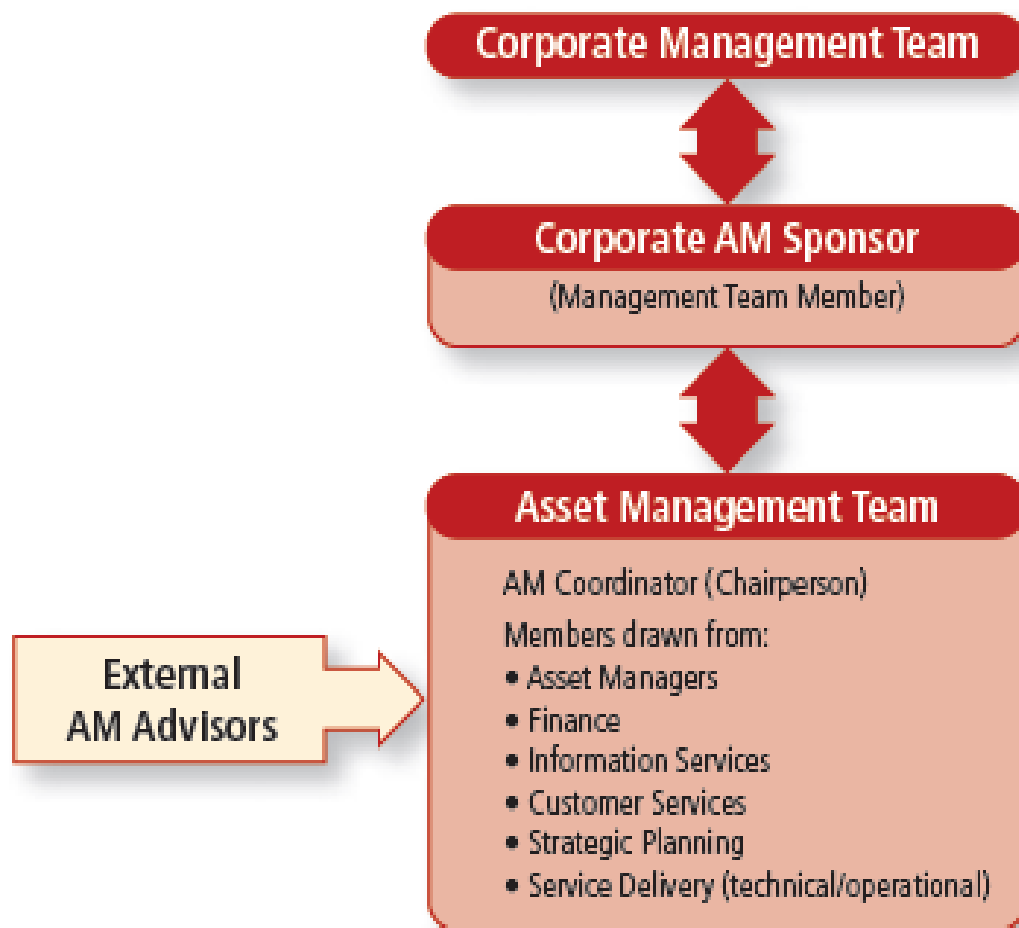 Corporate Management Team
Corporate AM Sponsor
(Management Team Member)
Asset Management Team
AM Coordinator (Chairperson)
Members drawn from:
• Asset Managers
• Finance
• Information Services
• Customer Services
• Strategic Planning
• Service Delivery (technical/operational)
External
AM Advisors